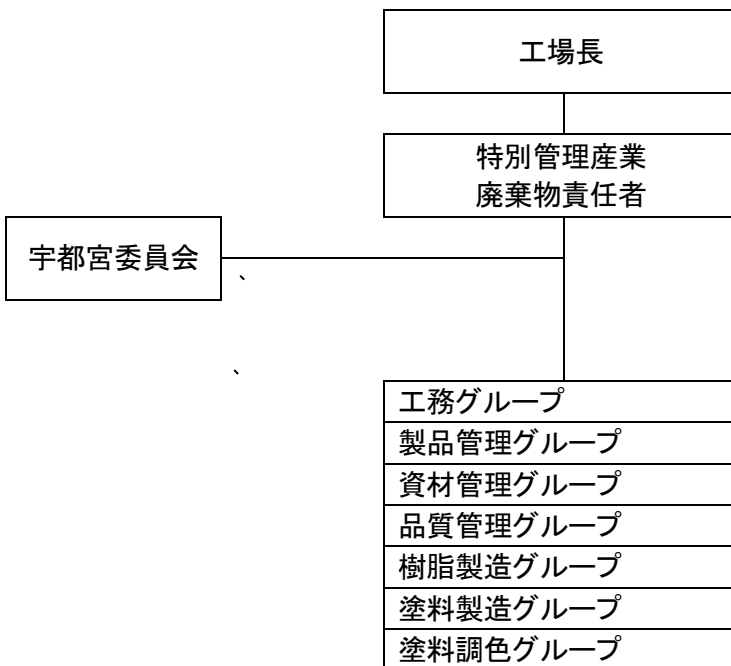 工場長
特別管理産業
廃棄物責任者
宇都宮委員会
、
、
工務グループ
製品管理グループ
資材管理グループ
品質管理グループ
樹脂製造グループ
塗料製造グループ
塗料調色グループ